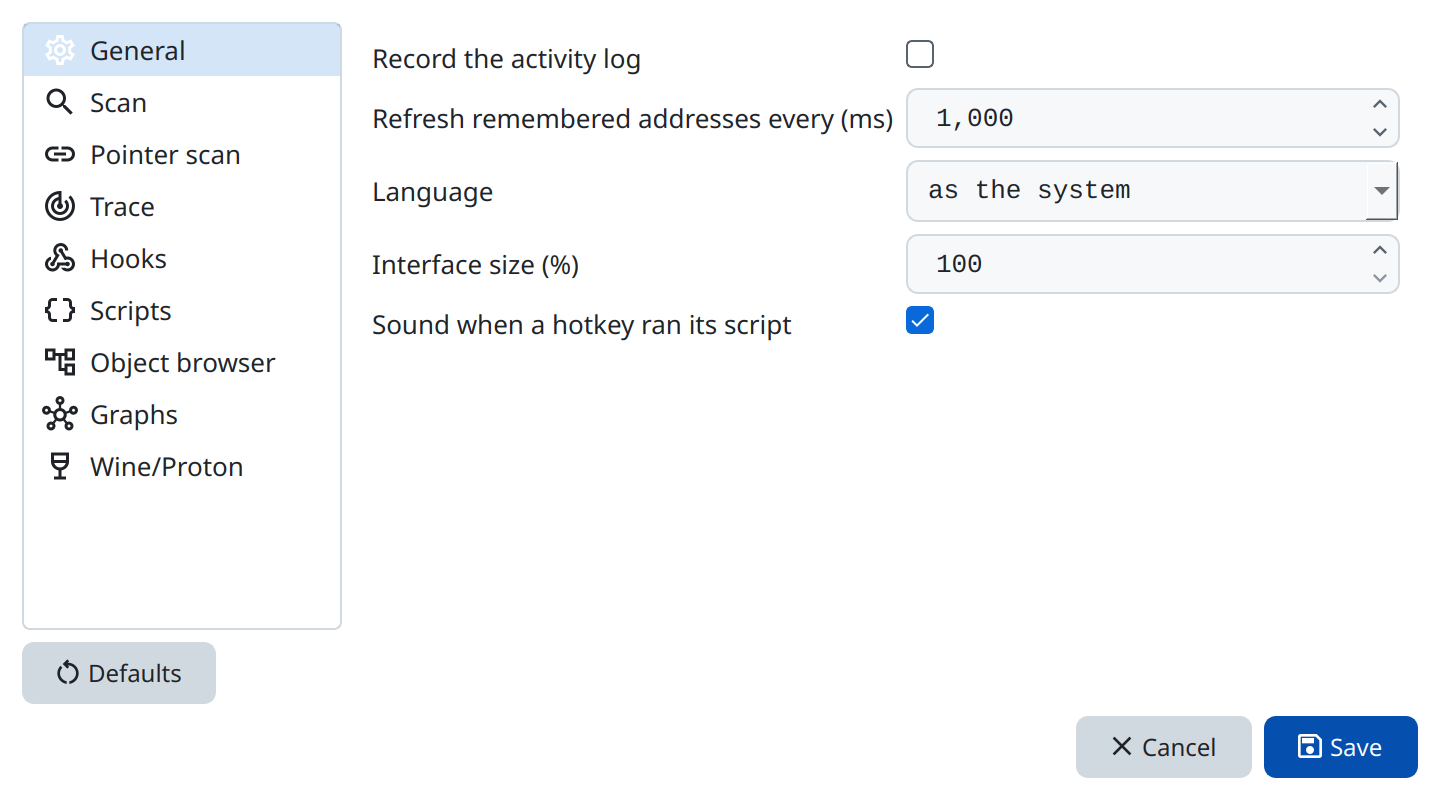 General
Scan
Pointer scan
Trace
Hooks
Scripts
Object browser
Graphs
Wine/Proton
Defaults
Record the activity log
Refresh remembered addresses every (ms) 1,000
Language as the system
Interface size (%) 100
Sound when a hotkey ran its script
Cancel Save